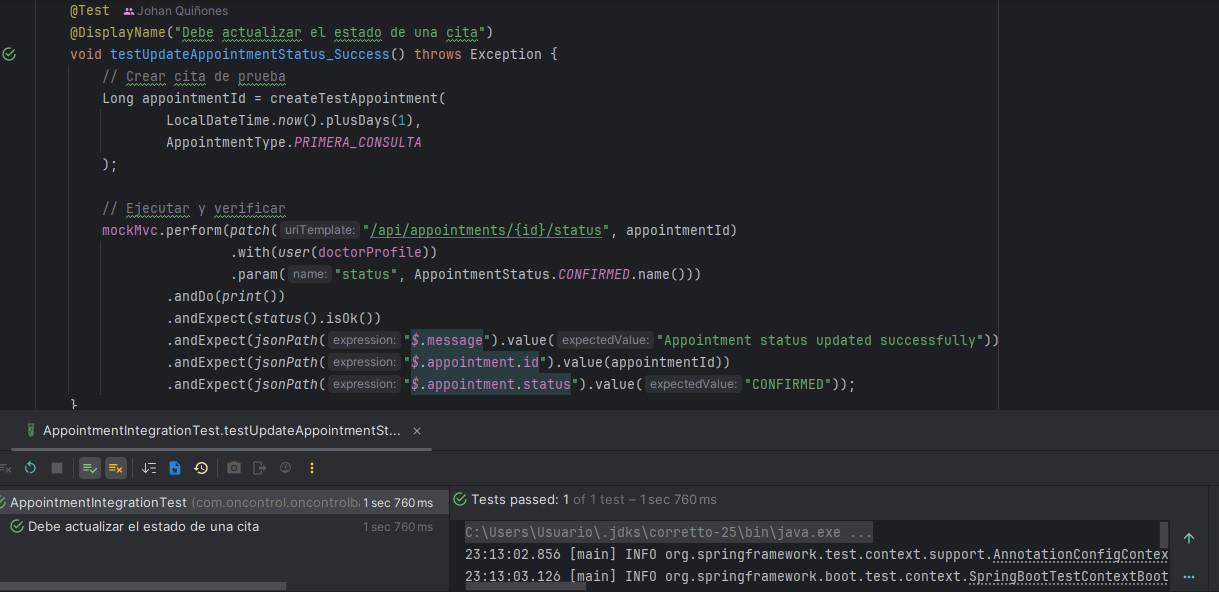 @Test Johan Quiñones
@DisplayName("Debe actualizar el estado de una cita")
void testUpdateAppointmentStatus_Success() throws Exception {
// Crear cita de prueba
Long appointmentId = createTestAppointment(
LocalDateTime.now().plusDays(1),
AppointmentType.PRIMERA_CONSULTA
);
// Ejecutar y verificar
mockMvc.perform(patch( uriTemplate: "/api/appointments/{id}/status", appointmentId)
.with(user(doctorProfile))
.param( name: "status", AppointmentStatus.CONFIRMED.name()))
.andDo(print())
.andExpect(status().isOk())
.andExpect(jsonPath( expression: "$.message").value( expectedValue: "Appointment status updated successfully"))
.andExpect(jsonPath( expression: "$.appointment.id").value(appointmentId))
.andExpect(jsonPath( expression: "$.appointment.status").value( expectedValue: "CONFIRMED"));
}
AppointmentIntegrationTest.testUpdateAppointmentSt... ×
AppointmentIntegrationTest (com.oncontrol.oncontrolb 1 sec 760 ms
Debe actualizar el estado de una cita 1 sec 760 ms
Tests passed: 1 of 1 test – 1 sec 760 ms
C:\Users\Usuario\.jdks\corretto-25\bin\java.exe ...
23:13:02.856 [main] INFO org.springframework.test.context.support.AnnotationConfigContex
23:13:03.126 [main] INFO org.springframework.boot.test.context.SpringBootTestContextBoot